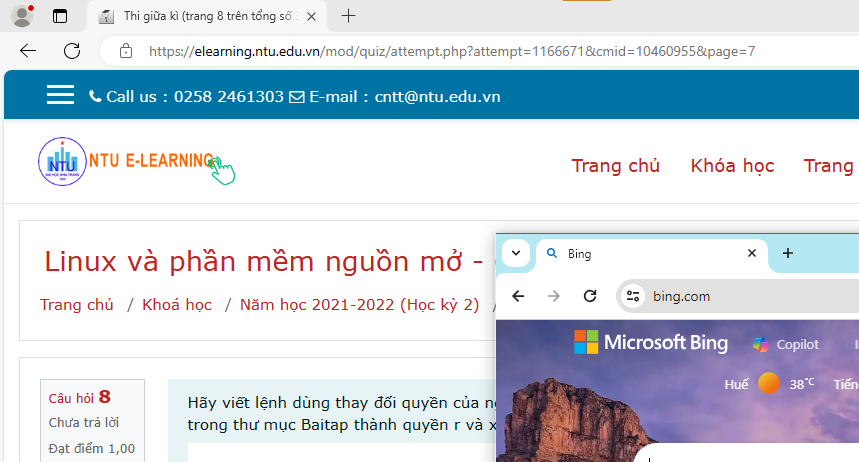 Thi giữa kì (trang 8 trên tổng số
https://elearning.ntu.edu.vn/mod/quiz/attempt.php?attempt=1166671&cmid=10460955&page=7
Call us : 0258 2461303 E-mail : cntt@ntu.edu.vn
NTU
NTU E-LEARNING
Trang chủ Khóa học Trang
Linux và phần mềm nguồn mở -
Trang chủ / Khoá học / Năm học 2021-2022 (Học kỳ 2) /
Câu hỏi 8
Chưa trả lời
Đạt điểm 1,00
Hãy viết lệnh dùng thay đổi quyền của
trong thư mục Baitap thành quyền r và x
Bing
bing.com
Microsoft Bing Copilot
Huế 38°C